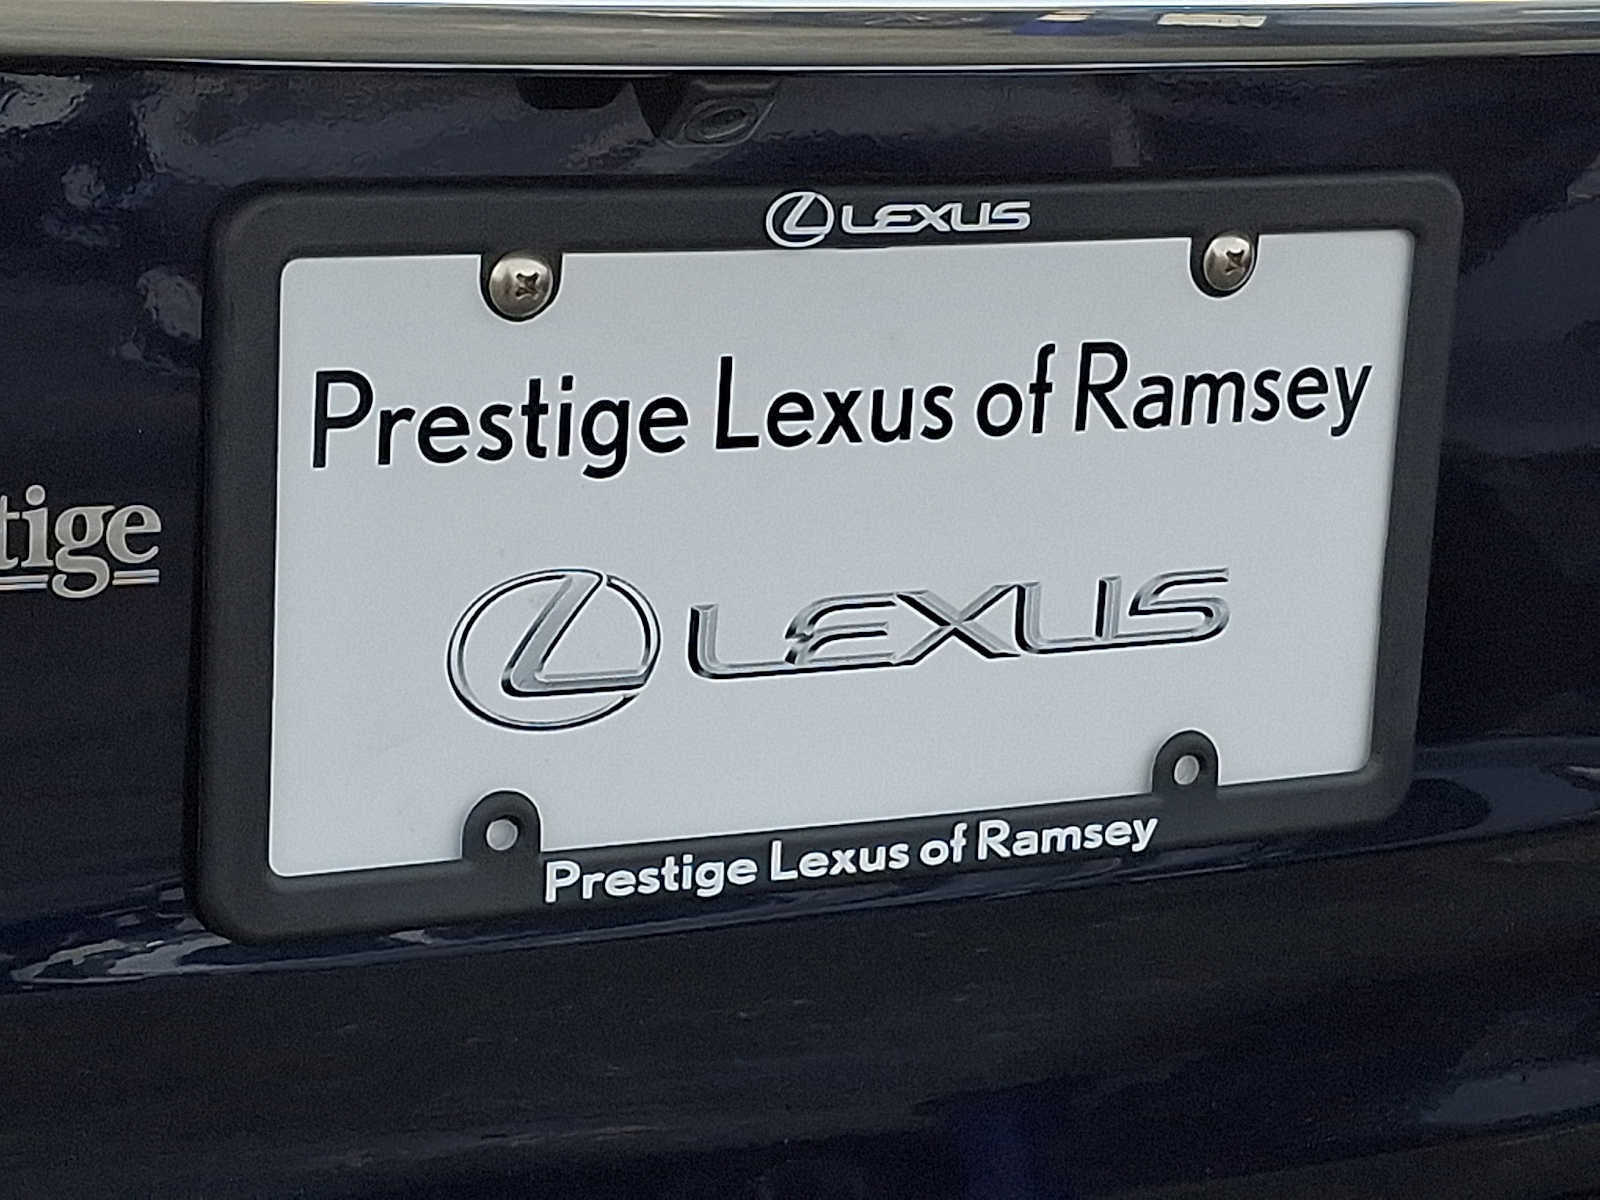 LEXUS
Prestige Lexus of Ramsey
tige
LEXUS
Prestige Lexus of Ramsey